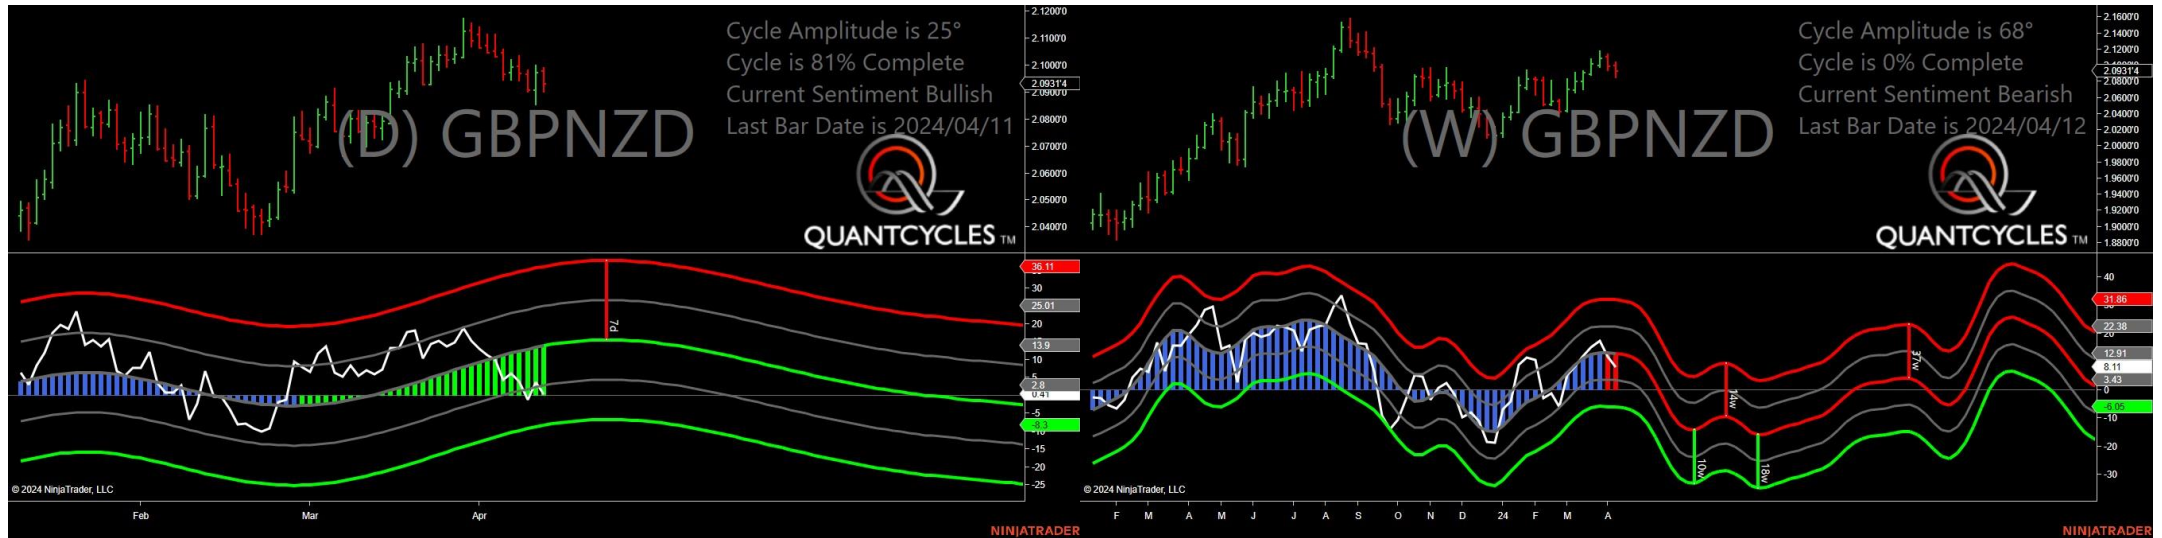 Cycle Amplitude is 25°
Cycle is 81% Complete
Current Sentiment Bullish
Last Bar Date is 2024/04/11
(D) GBPNZD
QUANTCYCLES TM
2.1200'0
2.1100'0
2.1000'0
2.0931'4
2.0900'0
2.0800'0
2.0700'0
2.0600'0
2.0500'0
2.0400'0
36.11
30
25.01
20
13.9
10
5
2.8
0.41
-5
-8.3
-10
-15
-20
-25
7d
© 2024 NinjaTrader, LLC
Feb
Mar
Apr
NINJATRADER
Cycle Amplitude is 68°
Cycle is 0% Complete
Current Sentiment Bearish
Last Bar Date is 2024/04/12
(W) GBPNZD
QUANTCYCLES TM
2.1600'0
2.1400'0
2.1200'0
2.0931'4
2.0800'0
2.0600'0
2.0400'0
2.0200'0
2.0000'0
1.9800'0
1.9600'0
1.9400'0
1.9200'0
1.9000'0
1.8800'0
40
31.86
22.38
12.91
8.11
3.43
0
-6.05
-10
-20
-30
10w
14w
18w
37w
© 2024 NinjaTrader, LLC
F
M
A
M
J
J
A
S
O
N
D
24
F
M
A
NINJATRADER